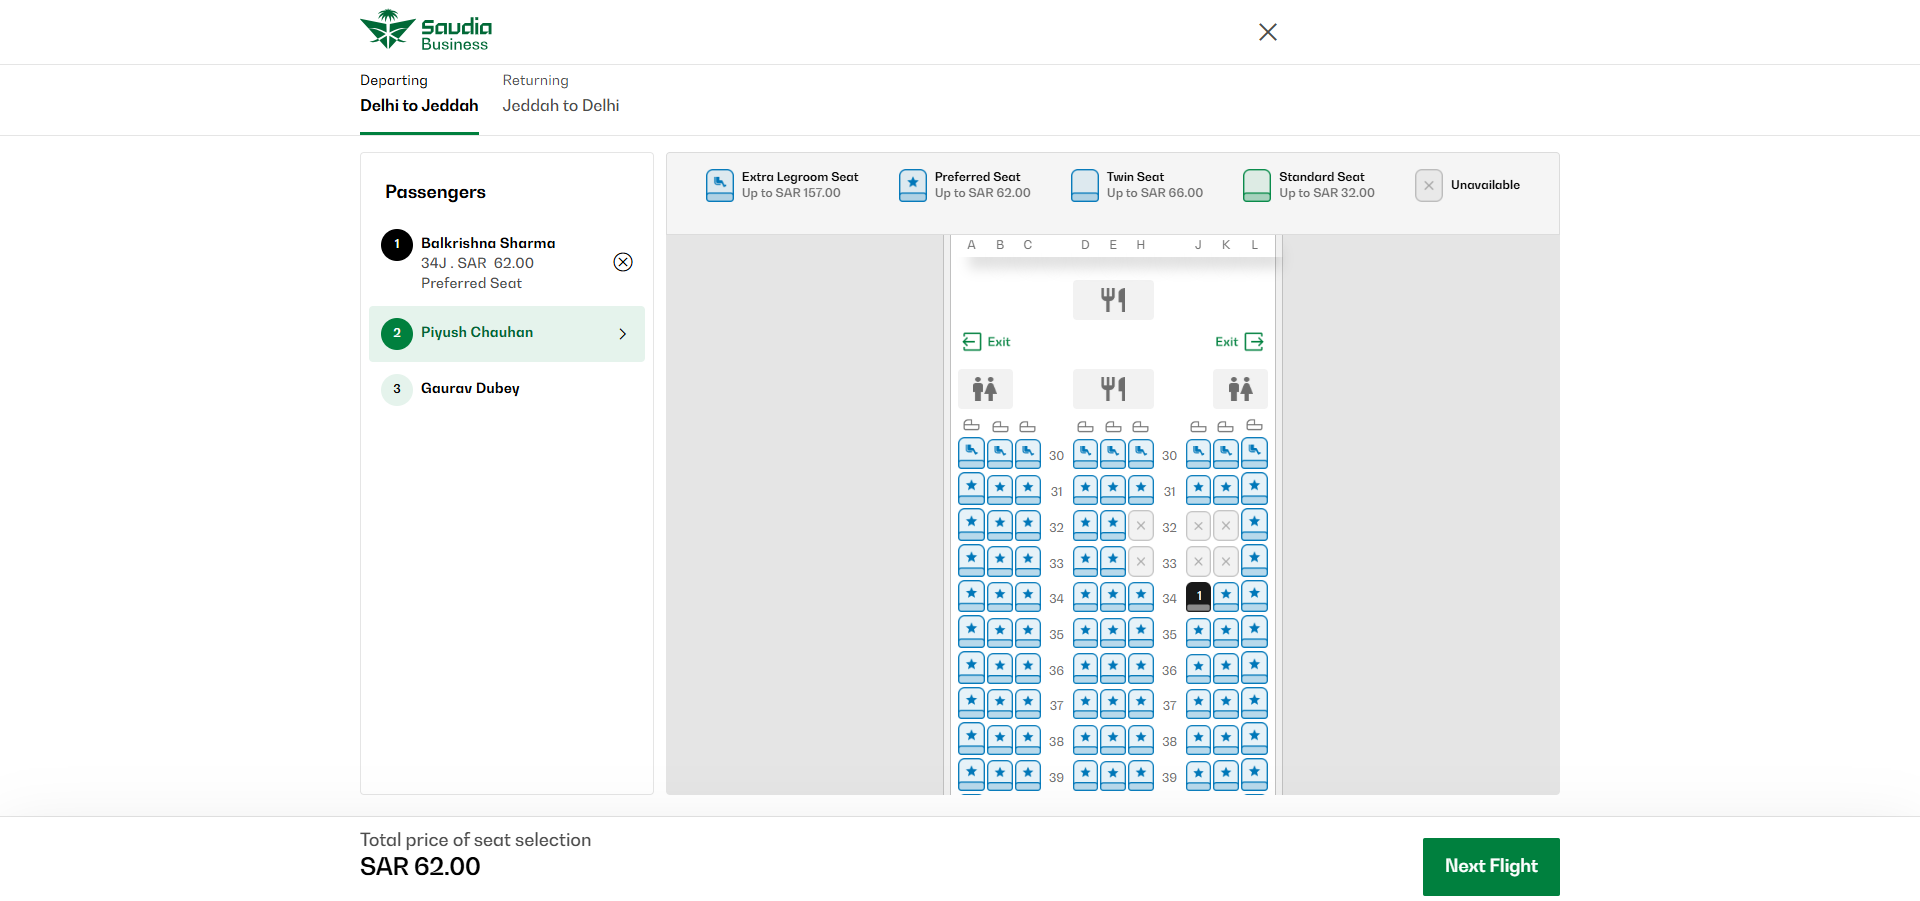 Saudia
Business
Departing
Delhi to Jeddah
Returning
Jeddah to Delhi
Passengers
1
Balkrishna Sharma
34J . SAR 62.00
Preferred Seat
2
Piyush Chauhan
3
Gaurav Dubey
Extra Legroom Seat
Up to SAR 157.00
Preferred Seat
Up to SAR 62.00
Twin Seat
Up to SAR 66.00
Standard Seat
Up to SAR 32.00
Unavailable
A B C D E H J K L
Exit Exit
30 30
31 31
32 32
33 33
34 34 1
35 35
36 36
37 37
38 38
39 39
Total price of seat selection
SAR 62.00
Next Flight